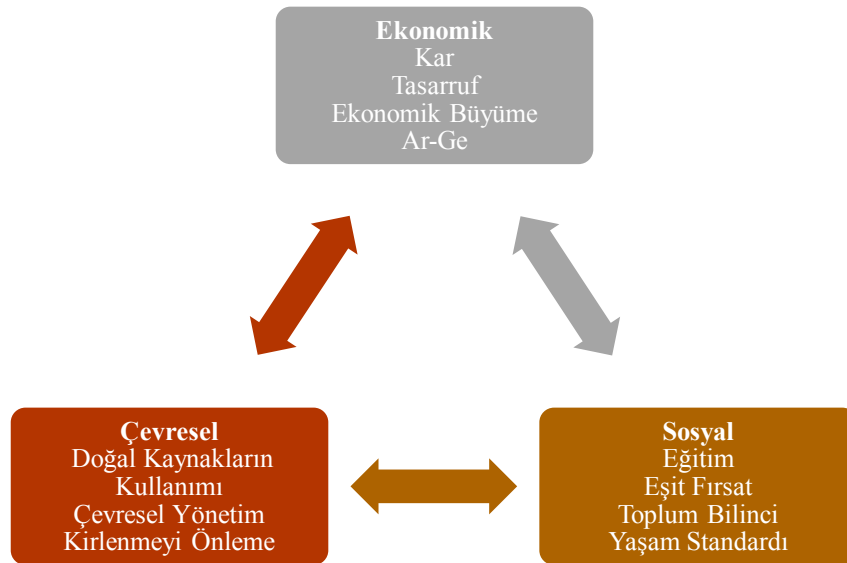 Ekonomik
Kar
Tasarruf
Ekonomik Büyüme
Ar-Ge
Çevresel
Doğal Kaynakların
Kullanımı
Çevresel Yönetim
Kirlenmeyi Önleme
Sosyal
Eğitim
Eşit Fırsat
Toplum Bilinci
Yaşam Standardı